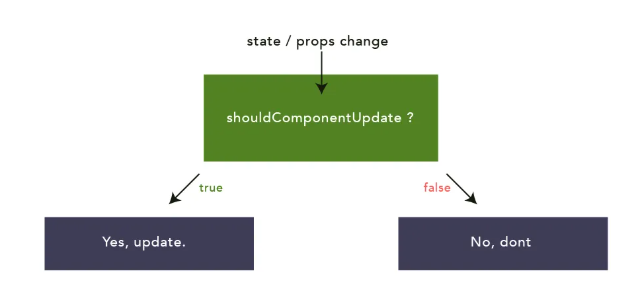 state / props change
shouldComponentUpdate ?
true
false
Yes, update.
No, dont